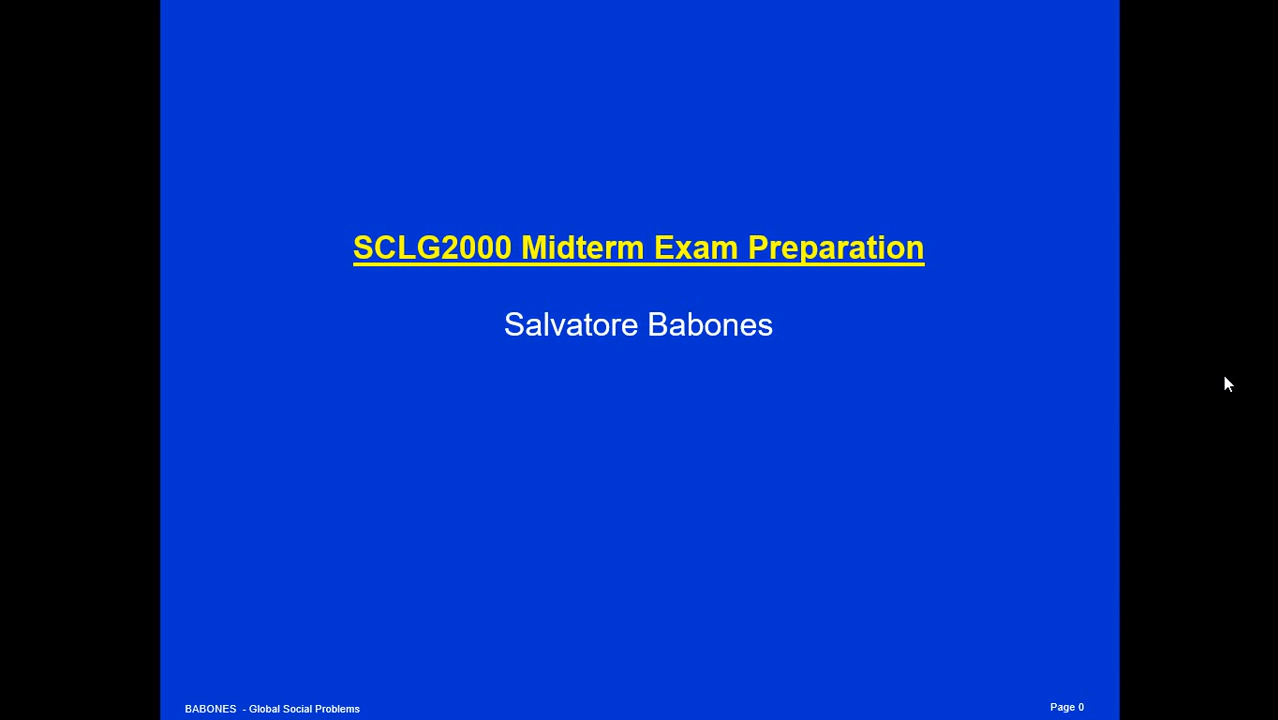 SCLG2000 Midterm Exam Preparation
Salvatore Babones
BABONES - Global Social Problems
Page 0